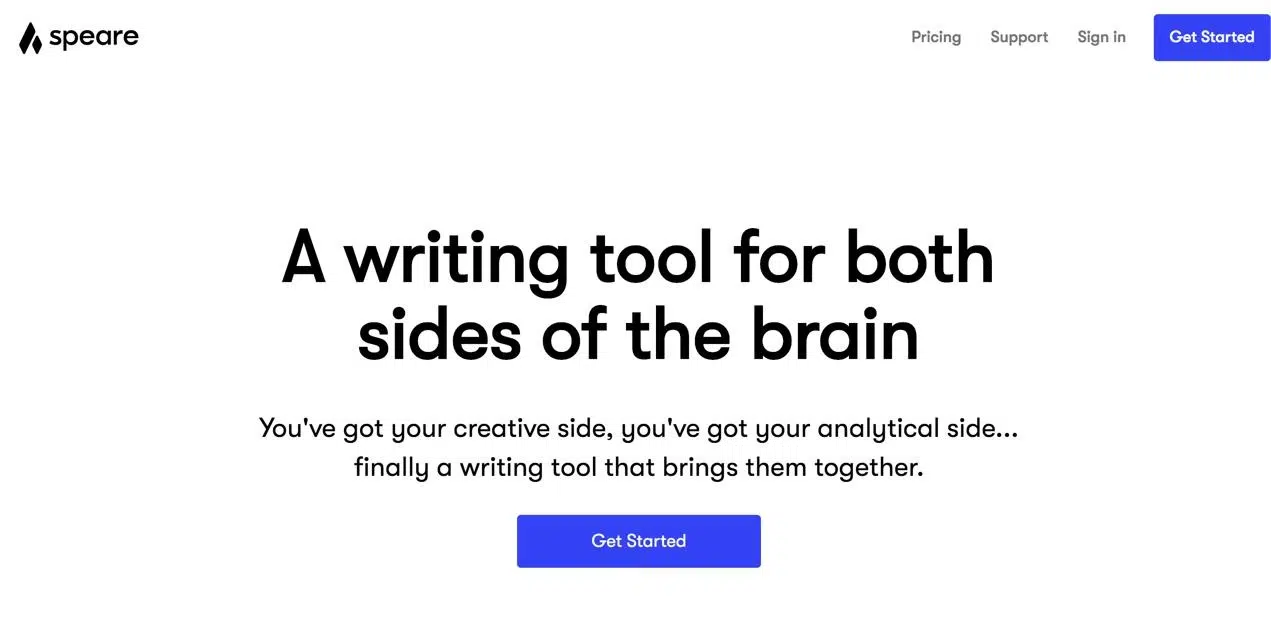 speare
Pricing
Support
Sign in
Get Started
A writing tool for both
sides of the brain
You've got your creative side, you've got your analytical side...
finally a writing tool that brings them together.
Get Started